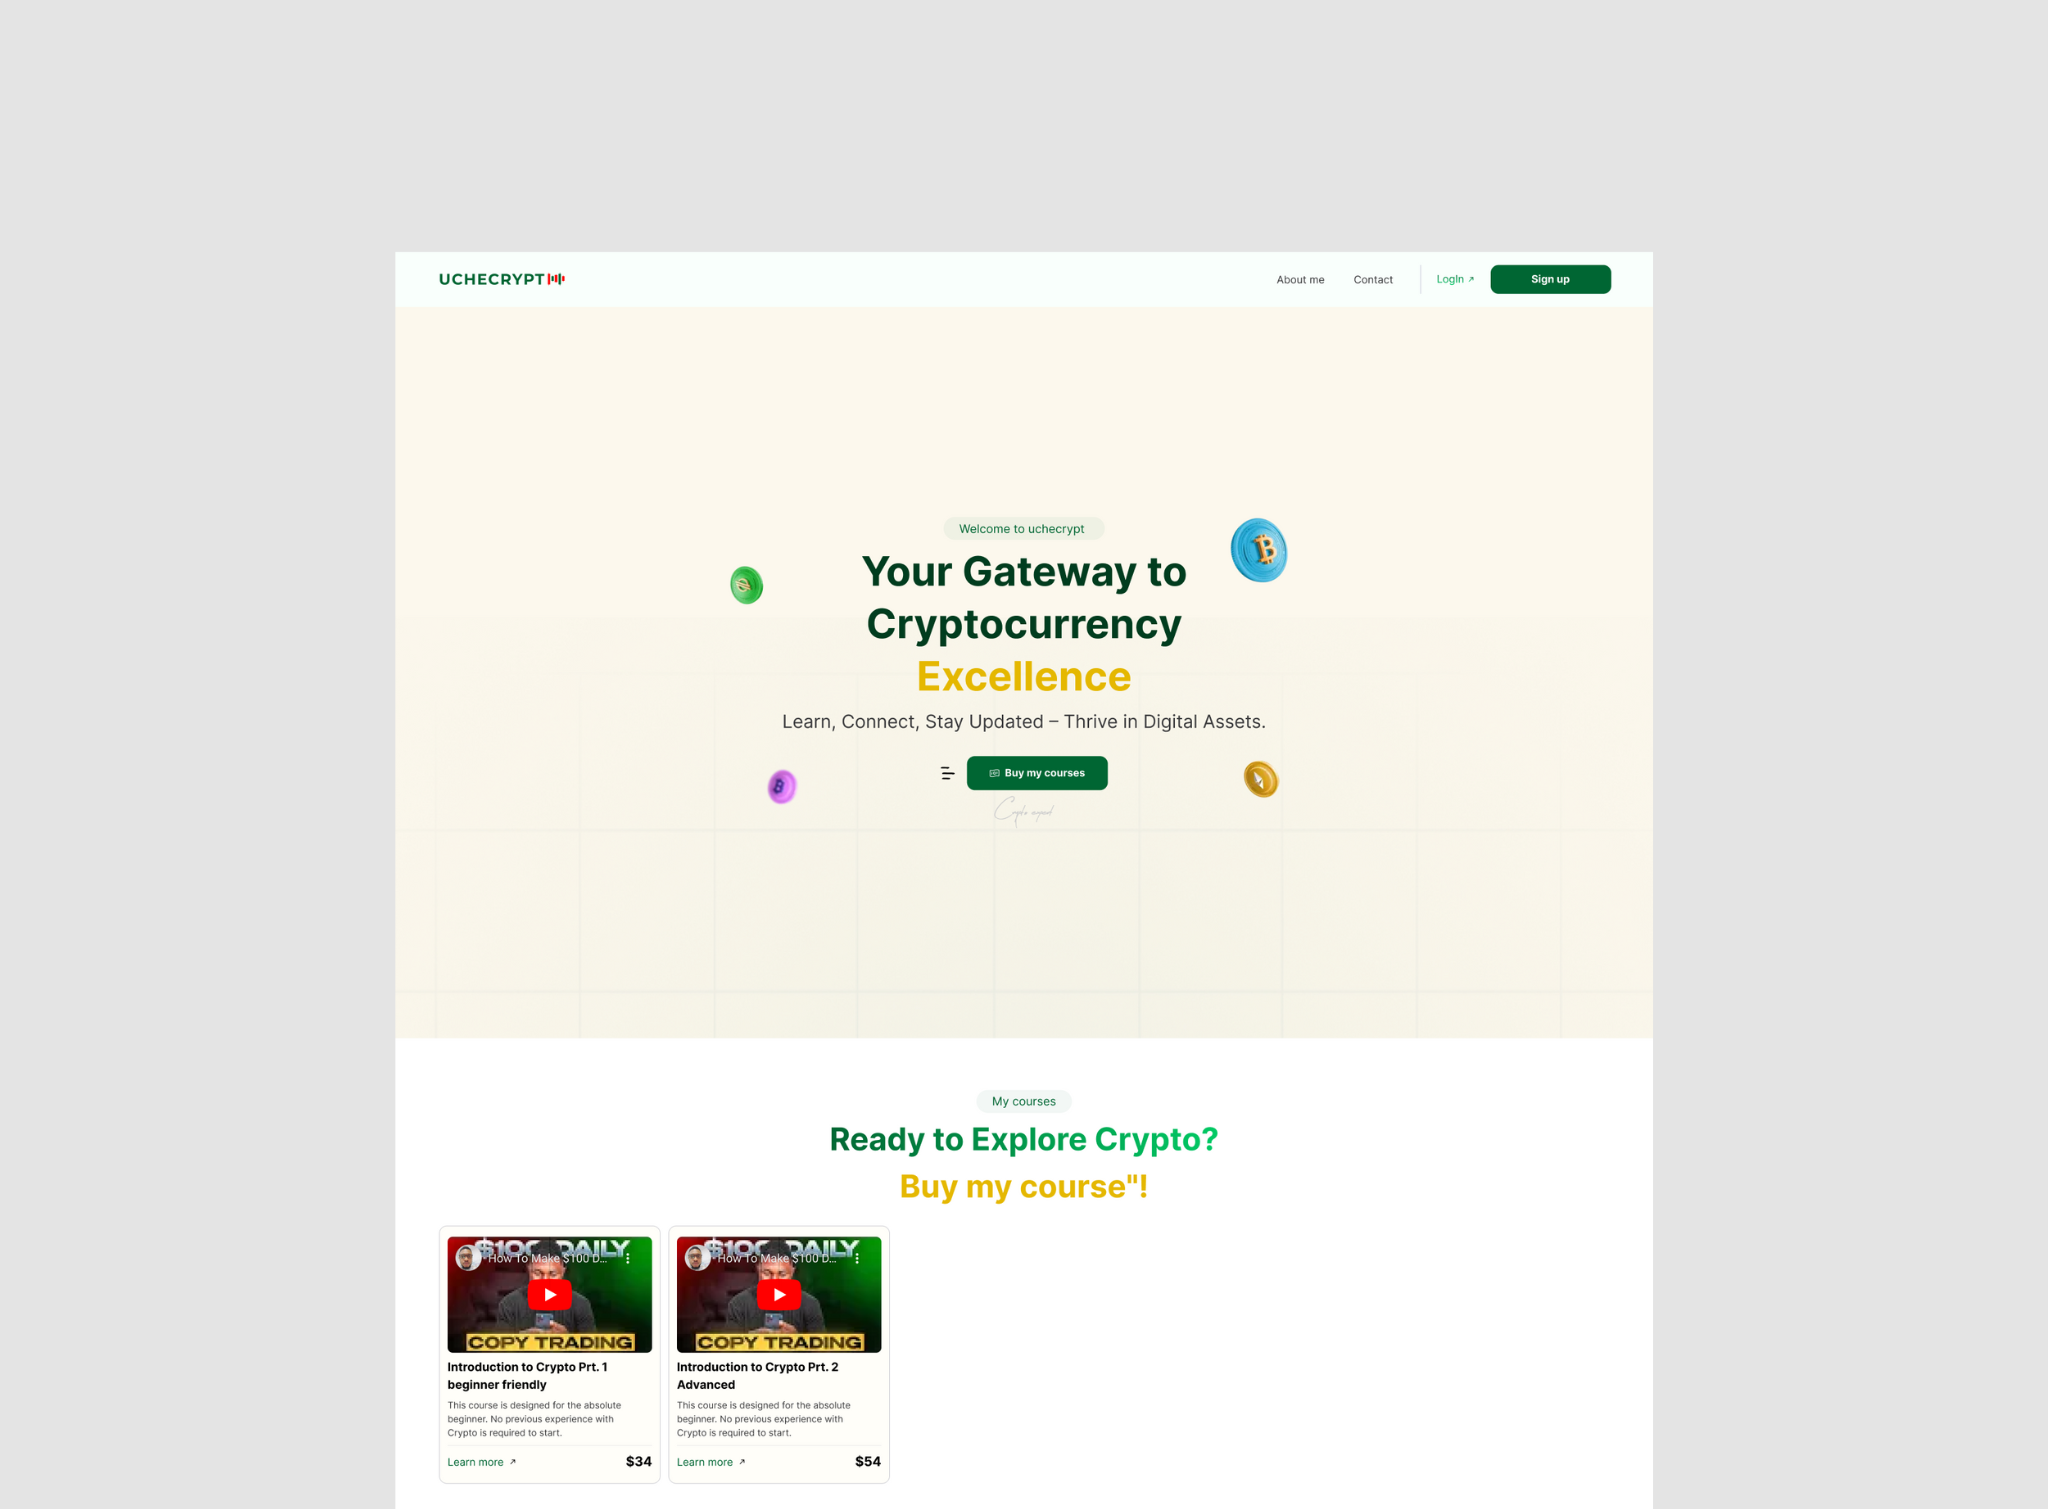 UCHECRYPT
About me
Contact
LogIn
Sign up
Welcome to uchecrypt
Your Gateway to
Cryptocurrency
Excellence
Learn, Connect, Stay Updated – Thrive in Digital Assets.
Buy my courses
My courses
Ready to Explore Crypto?
Buy my course"!
$100 DAILY
How To Make $100 D...
COPY TRADING
Introduction to Crypto Prt. 1
beginner friendly
This course is designed for the absolute
beginner. No previous experience with
Crypto is required to start.
Learn more
$34
$100 DAILY
How To Make $100 D...
COPY TRADING
Introduction to Crypto Prt. 2
Advanced
This course is designed for the absolute
beginner. No previous experience with
Crypto is required to start.
Learn more
$54